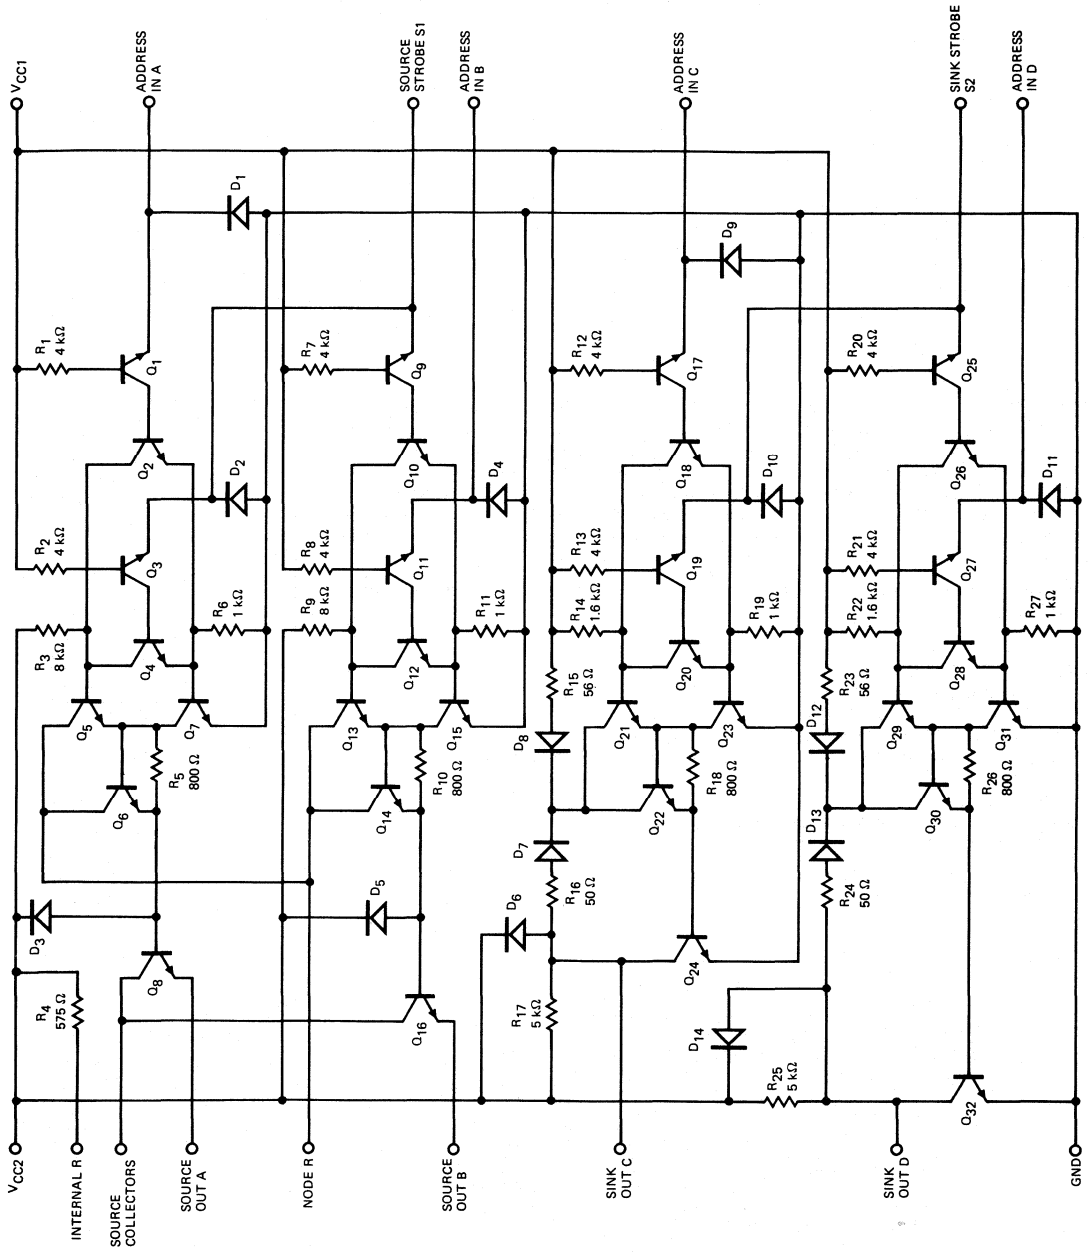 VCC1
ADDRESS
IN A
SOURCE
STROBE S1
ADDRESS
IN B
ADDRESS
IN C
SINK STROBE
S2
ADDRESS
IN D
D1
D9
R1
4 kΩ
Q1
R7
4 kΩ
Q9
R12
4 kΩ
Q17
R20
4 kΩ
Q25
Q2
D2
Q10
D4
Q18
D10
Q26
D11
R2
4 kΩ
Q3
R8
4 kΩ
Q11
R13
4 kΩ
Q19
R21
4 kΩ
Q27
R3
8 kΩ
Q4
R6
1 kΩ
R9
8 kΩ
Q12
R11
1 kΩ
R14
1.6 kΩ
Q20
R19
1 kΩ
R22
1.6 kΩ
Q28
R27
1 kΩ
Q5
Q7
Q13
Q15
R15
56 Ω
D8
Q21
Q23
R23
56 Ω
D12
Q29
Q31
Q6
R5
800 Ω
Q14
R10
800 Ω
D7
Q22
R18
800 Ω
D13
Q30
R26
800 Ω
D3
D5
D6
R16
50 Ω
R24
50 Ω
R4
575 Ω
Q8
Q16
R17
5 kΩ
Q24
D14
R25
5 kΩ
Q32
VCC2
INTERNAL R
SOURCE
COLLECTORS
SOURCE
OUT A
NODE R
SOURCE
OUT B
SINK
OUT C
SINK
OUT D
GND